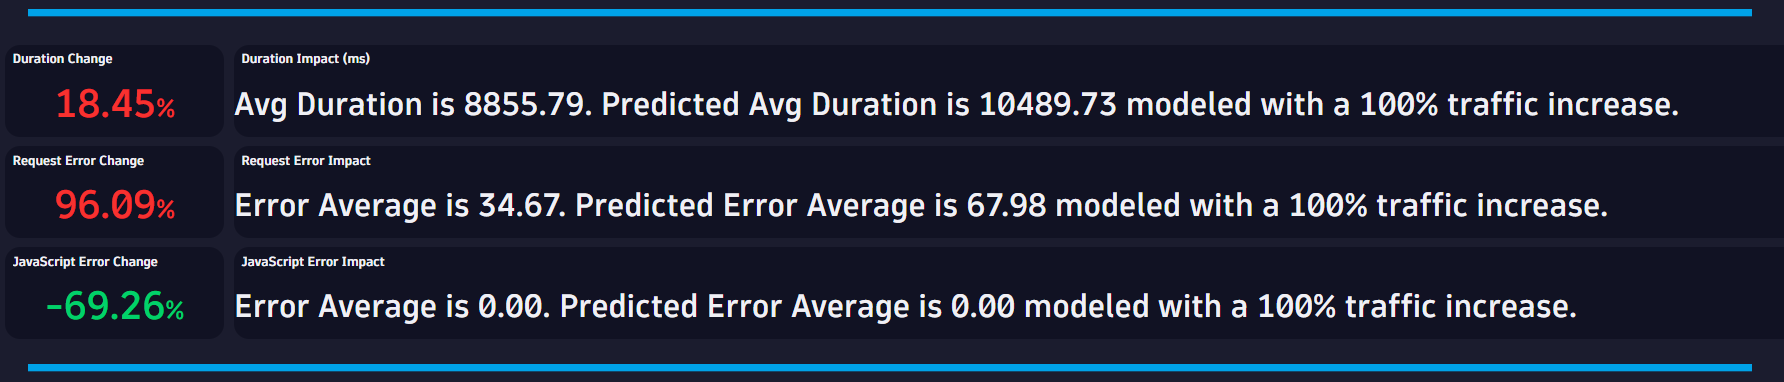 Duration Change
18.45%
Duration Impact (ms)
Avg Duration is 8855.79. Predicted Avg Duration is 10489.73 modeled with a 100% traffic increase.
Request Error Change
96.09%
Request Error Impact
Error Average is 34.67. Predicted Error Average is 67.98 modeled with a 100% traffic increase.
JavaScript Error Change
-69.26%
JavaScript Error Impact
Error Average is 0.00. Predicted Error Average is 0.00 modeled with a 100% traffic increase.